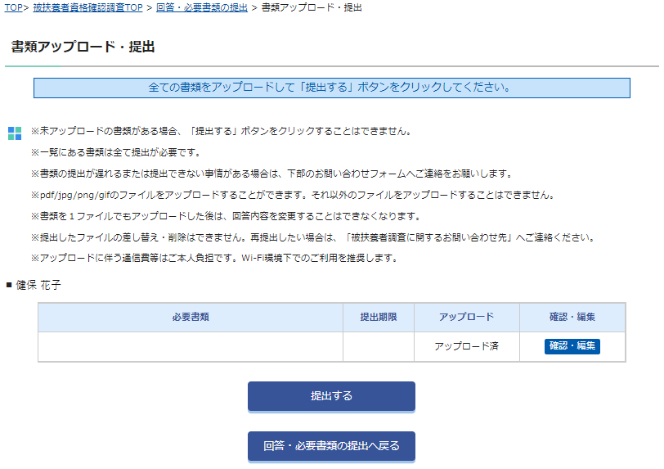 TOP> 被扶養者資格確認調査TOP > 回答・必要書類の提出 > 書類アップロード・提出
書類アップロード・提出
全ての書類をアップロードして「提出する」ボタンをクリックしてください。
※未アップロードの書類がある場合、「提出する」ボタンをクリックすることはできません。
※一覧にある書類は全て提出が必要です。
※書類の提出が遅れるまたは提出できない事情がある場合は、下部のお問い合わせフォームへご連絡をお願いします。
※pdf/jpg/png/gifのファイルをアップロードすることができます。それ以外のファイルをアップロードすることはできません。
※書類を１ファイルでもアップロードした後は、回答内容を変更することはできなくなります。
※提出したファイルの差し替え・削除はできません。再提出したい場合は、「被扶養者調査に関するお問い合わせ先」へご連絡ください。
※アップロードに伴う通信費等はご本人負担です。Wi-Fi環境下でのご利用を推奨します。
■ 健保 花子
必要書類 提出期限 アップロード 確認・編集
アップロード済 確認・編集
提出する
回答・必要書類の提出へ戻る